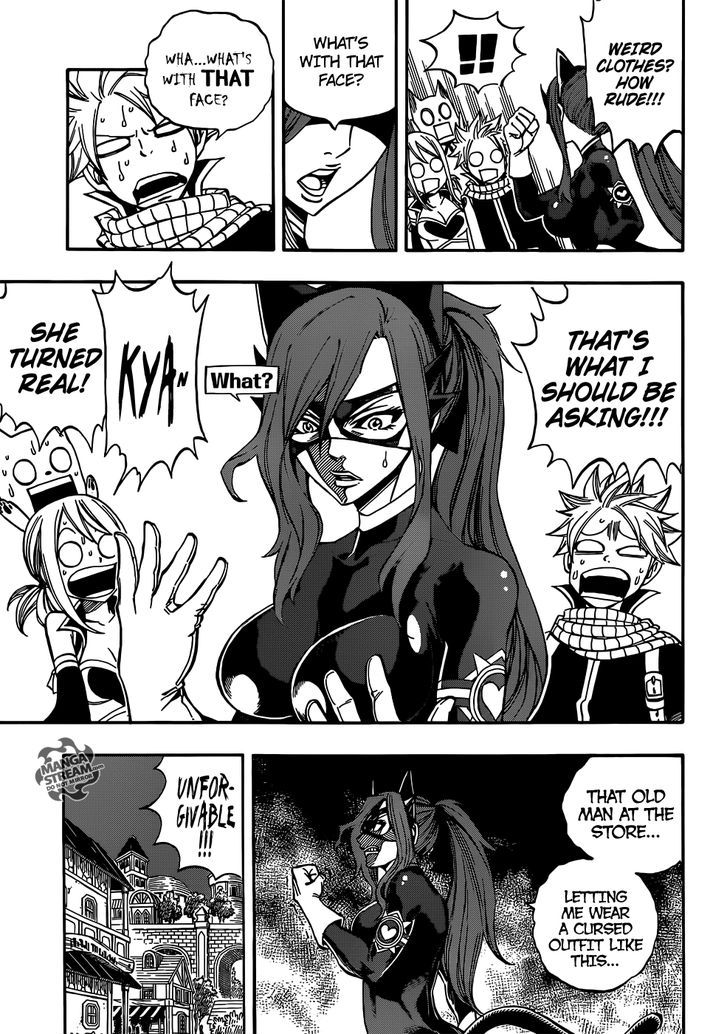 WEIRD
CLOTHES?
HOW
RUDE!!!
!!
WHAT'S
WITH THAT
FACE?
WHA...WHAT'S
WITH THAT
FACE?
THAT'S
WHAT I
SHOULD BE
ASKING!!!
What?
KYAN
SHE
TURNED
REAL!
THAT OLD
MAN AT THE
STORE...
LETTING
ME WEAR
A CURSED
OUTFIT LIKE
THIS...
UNFOR-
GIVABLE
!!!
MANGA
STREAM.com
DO NOT MIRROR